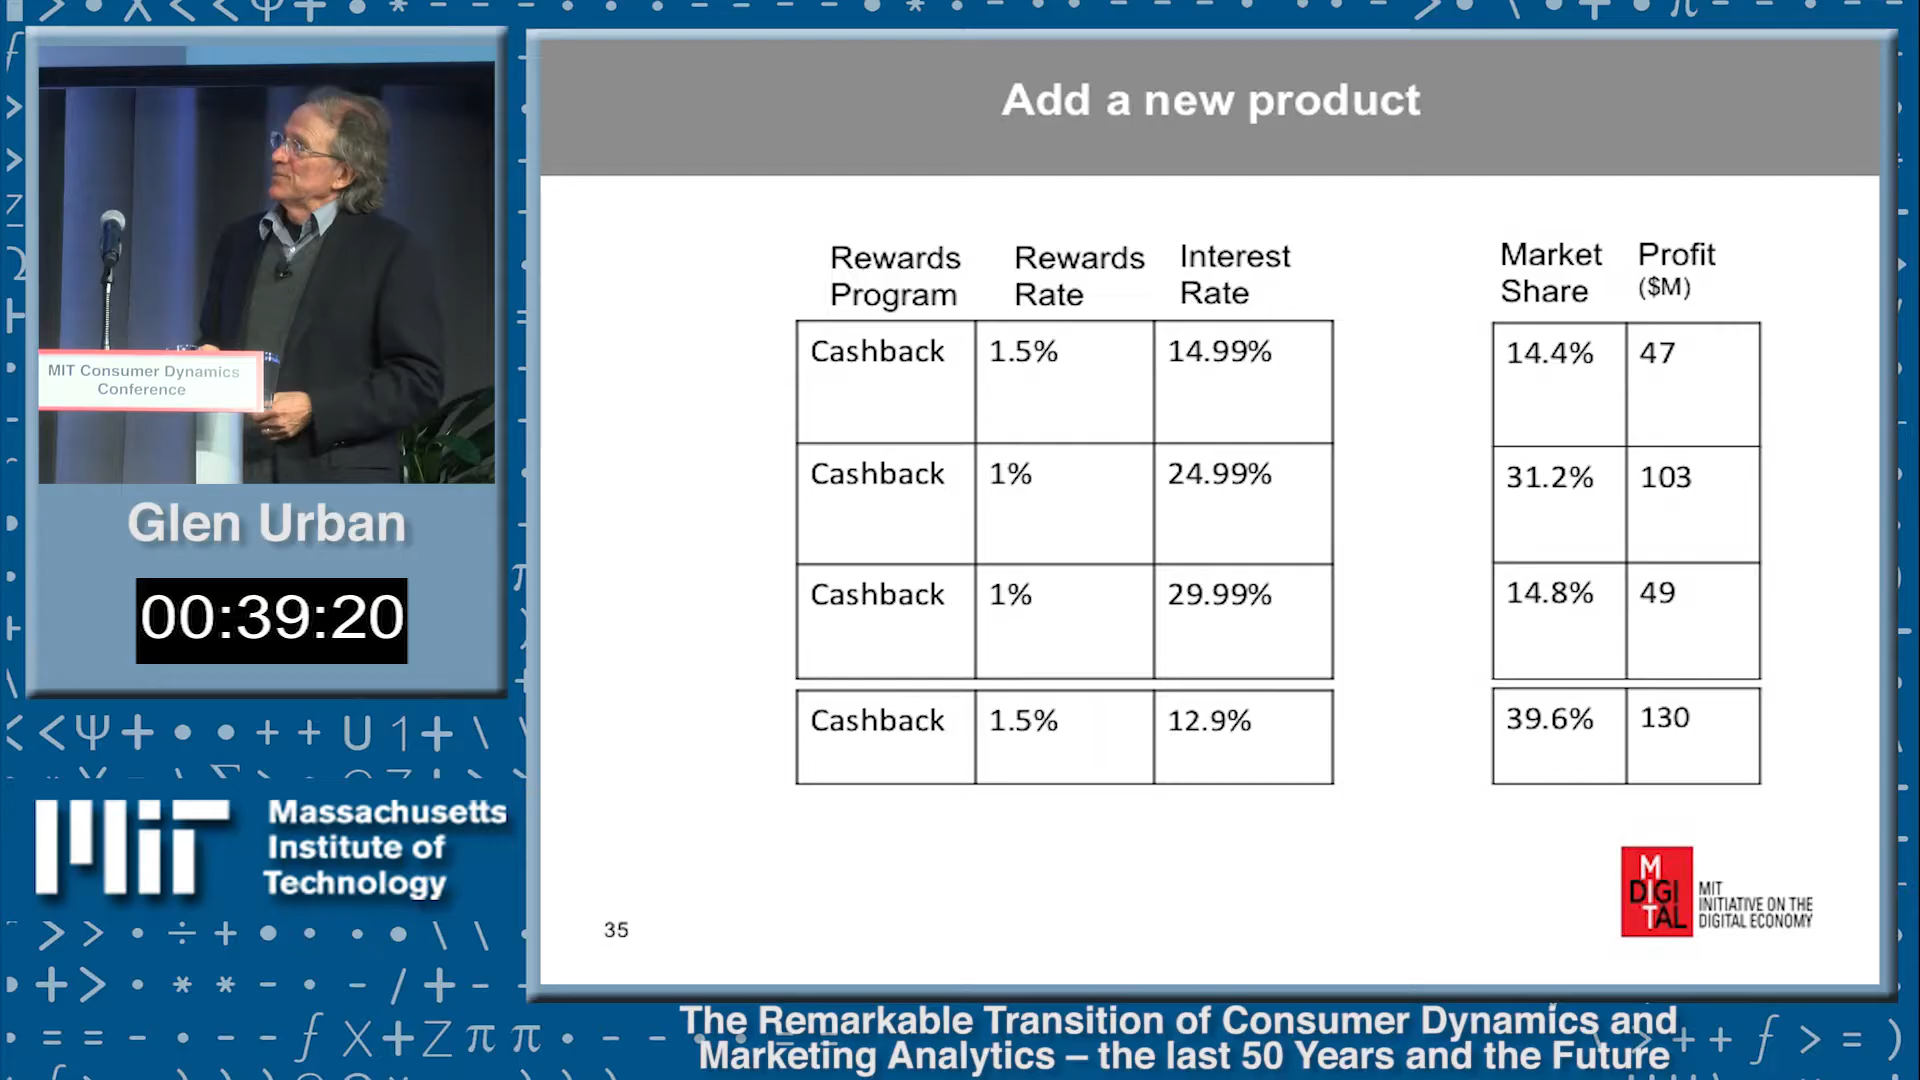 MIT Consumer Dynamics
Conference
Glen Urban
00:39:20
MIT
Massachusetts
Institute of
Technology
Add a new product
Rewards Program	Rewards Rate	Interest Rate	Market Share	Profit ($M)
Cashback	1.5%	14.99%	14.4%	47
Cashback	1%	24.99%	31.2%	103
Cashback	1%	29.99%	14.8%	49
Cashback	1.5%	12.9%	39.6%	130
35
M
DIGI
TAL
MIT
INITIATIVE ON THE
DIGITAL ECONOMY
The Remarkable Transition of Consumer Dynamics and
Marketing Analytics – the last 50 Years and the Future